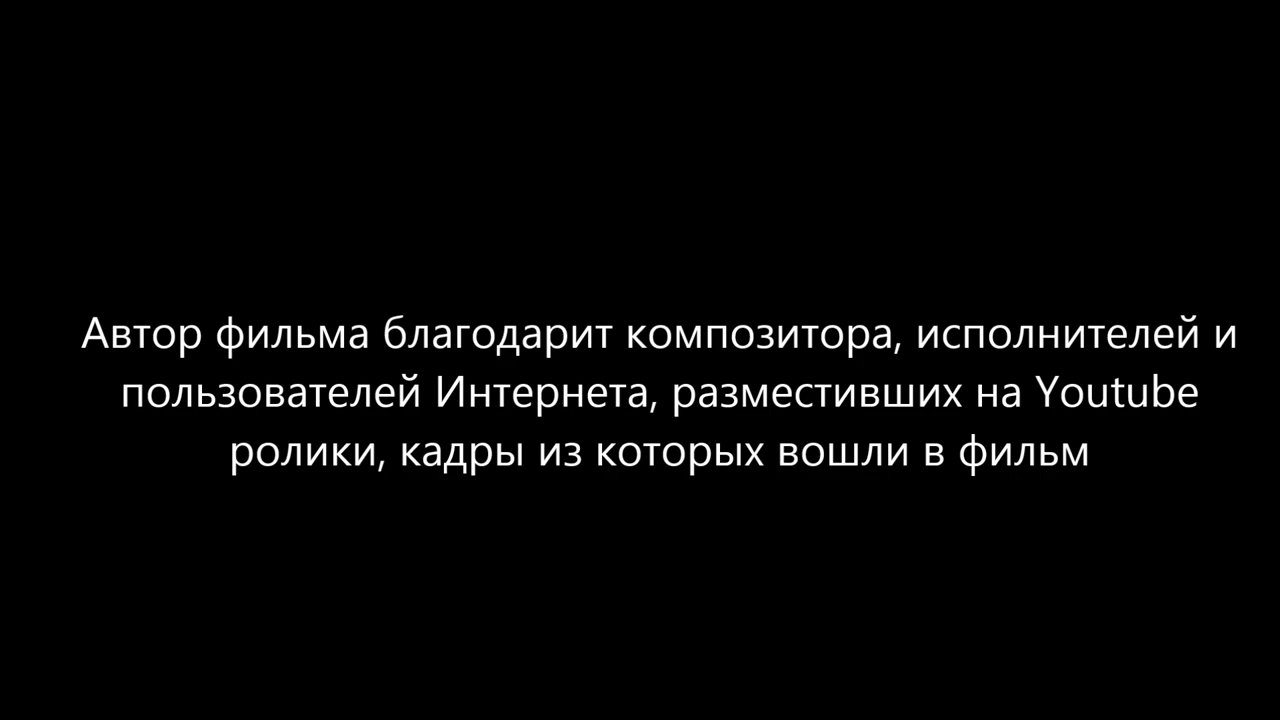 Автор фильма благодарит композитора, исполнителей и
пользователей Интернета, разместивших на Youtube
ролики, кадры из которых вошли в фильм